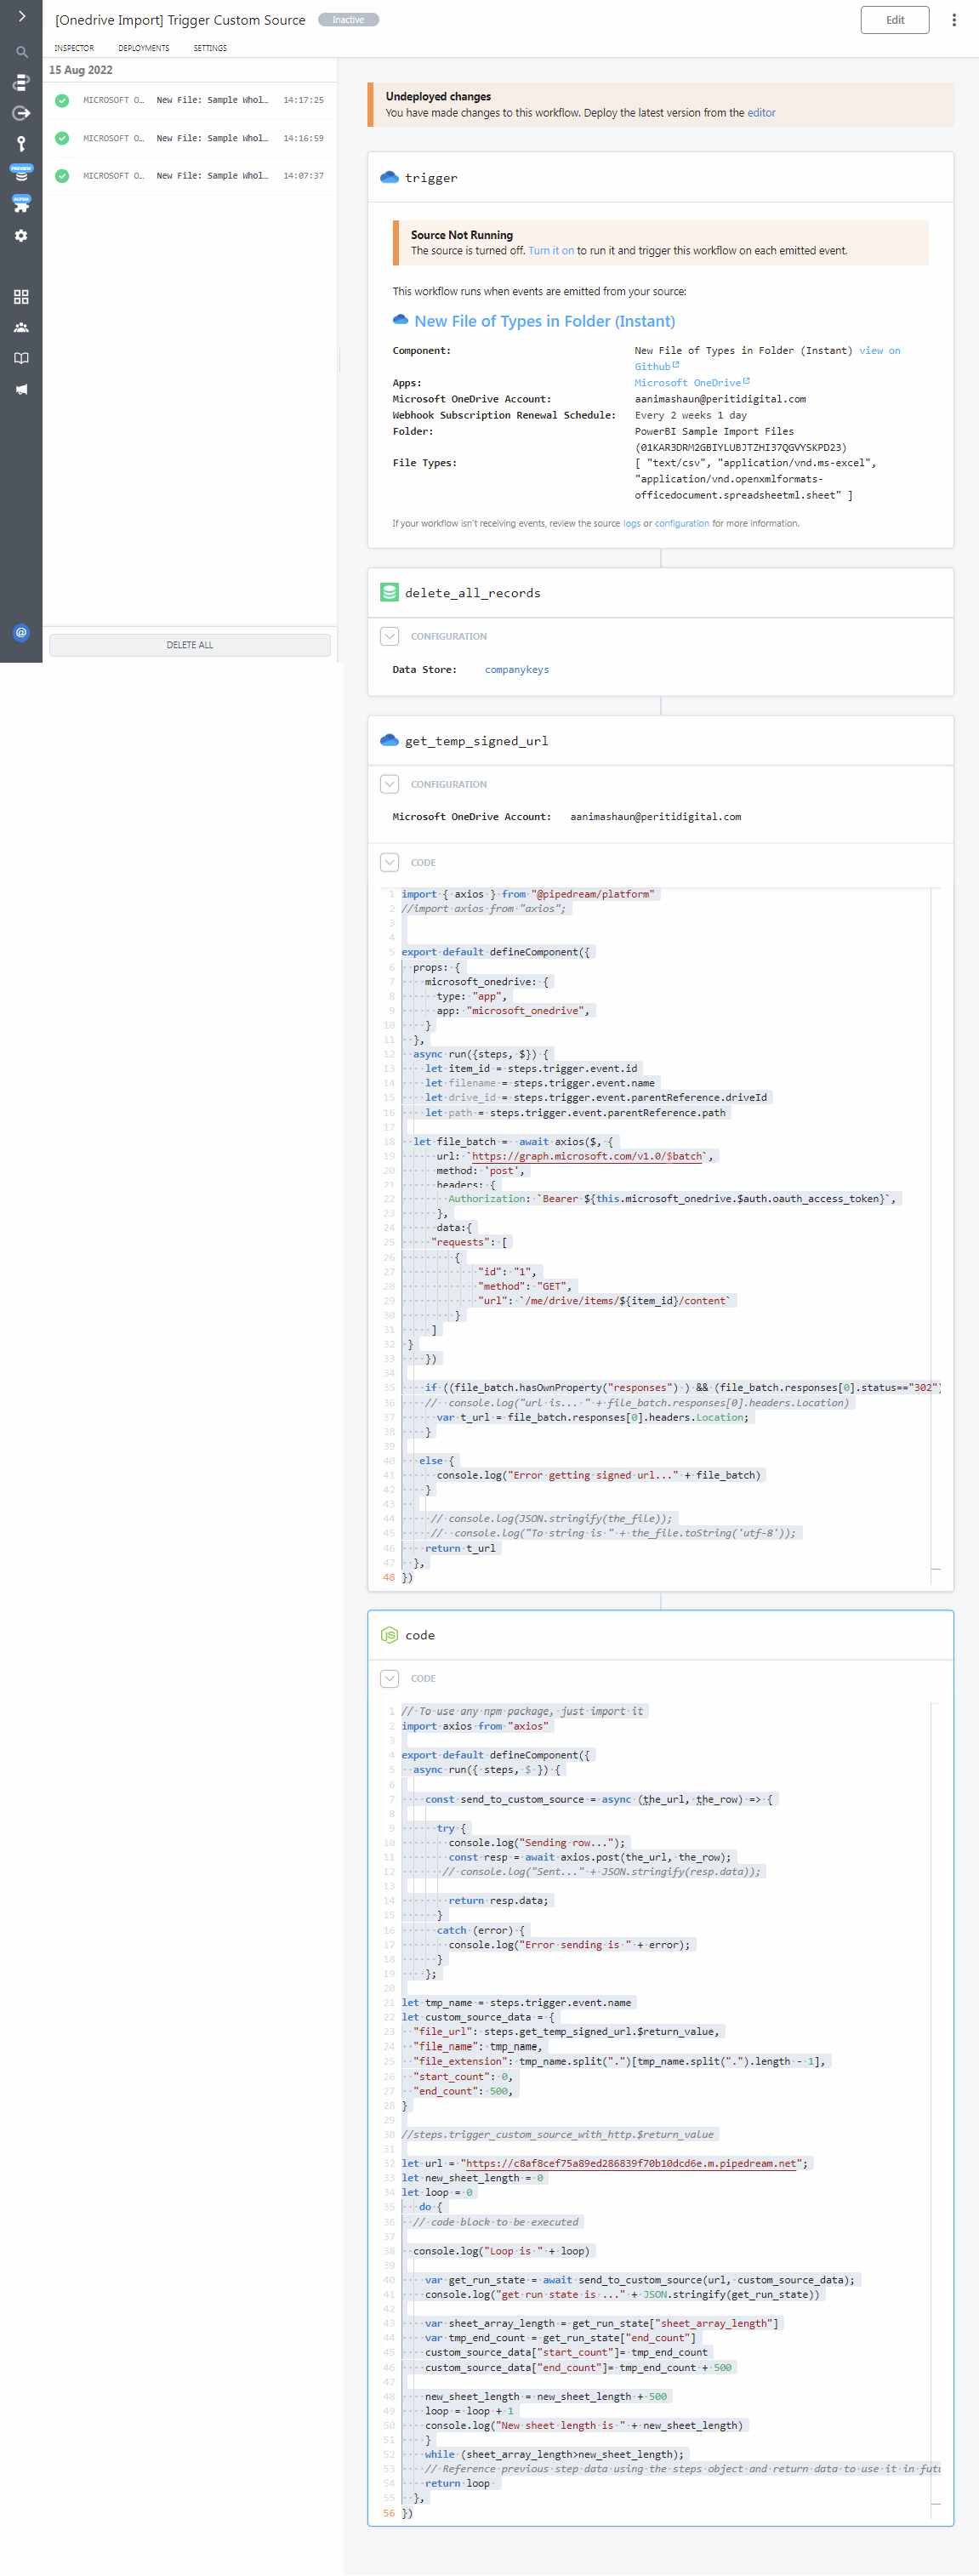 [Onedrive Import] Trigger Custom Source
Inactive
Edit
INSPECTOR
DEPLOYMENTS
SETTINGS
15 Aug 2022
MICROSOFT O… New File: Sample Whol… 14:17:25
MICROSOFT O… New File: Sample Whol… 14:16:59
MICROSOFT O… New File: Sample Whol… 14:07:37
PREVIEW
ALPHA
@
DELETE ALL
Undeployed changes
You have made changes to this workflow. Deploy the latest version from the editor
trigger
Source Not Running
The source is turned off. Turn it on to run it and trigger this workflow on each emitted event.
This workflow runs when events are emitted from your source:
New File of Types in Folder (Instant)
Component: New File of Types in Folder (Instant) view on
Github
Apps: Microsoft OneDrive
Microsoft OneDrive Account: aanimashaun@peritidigital.com
Webhook Subscription Renewal Schedule: Every 2 weeks 1 day
Folder: PowerBI Sample Import Files
(01KAR3DRM2GBIYLUBJTZHI37QGVYSKPD23)
File Types: [ "text/csv", "application/vnd.ms-excel",
"application/vnd.openxmlformats-
officedocument.spreadsheetml.sheet" ]
If your workflow isn't receiving events, review the source logs or configuration for more information.
delete_all_records
CONFIGURATION
Data Store: companykeys
get_temp_signed_url
CONFIGURATION
Microsoft OneDrive Account: aanimashaun@peritidigital.com
CODE
1 import { axios } from "@pipedream/platform"
2 //import axios from "axios";
3
4
5 export default defineComponent({
6 props: {
7 microsoft_onedrive: {
8 type: "app",
9 app: "microsoft_onedrive",
10 }
11 },
12 async run({steps, $}) {
13 let item_id = steps.trigger.event.id
14 let filename = steps.trigger.event.name
15 let drive_id = steps.trigger.event.parentReference.driveId
16 let path = steps.trigger.event.parentReference.path
17
18 let file_batch = await axios($, {
19 url: `https://graph.microsoft.com/v1.0/$batch`,
20 method: 'post',
21 headers: {
22 Authorization: `Bearer ${this.microsoft_onedrive.$auth.oauth_access_token}`,
23 },
24 data:{
25 "requests": [
26 {
27 "id": "1",
28 "method": "GET",
29 "url": `/me/drive/items/${item_id}/content`
30 }
31 ]
32 }
33 })
34
35 if ((file_batch.hasOwnProperty("responses") ) && (file_batch.responses[0].status=="302")
36 // console.log("url is... " + file_batch.responses[0].headers.Location)
37 var t_url = file_batch.responses[0].headers.Location;
38 }
39
40 else {
41 console.log("Error getting signed url..." + file_batch)
42 }
43
44 // console.log(JSON.stringify(the_file));
45 // console.log("To string is " + the_file.toString('utf-8'));
46 return t_url
47 },
48 })
code
CODE
1 // To use any npm package, just import it
2 import axios from "axios"
3
4 export default defineComponent({
5 async run({ steps, $ }) {
6
7 const send_to_custom_source = async (the_url, the_row) => {
8
9 try {
10 console.log("Sending row...");
11 const resp = await axios.post(the_url, the_row);
12 // console.log("Sent..." + JSON.stringify(resp.data));
13
14 return resp.data;
15 }
16 catch (error) {
17 console.log("Error sending is " + error);
18 }
19 };
20
21 let tmp_name = steps.trigger.event.name
22 let custom_source_data = {
23 "file_url": steps.get_temp_signed_url.$return_value,
24 "file_name": tmp_name,
25 "file_extension": tmp_name.split(".")[tmp_name.split(".").length - 1],
26 "start_count": 0,
27 "end_count": 500,
28 }
29
30 //steps.trigger_custom_source_with_http.$return_value
31
32 let url = "https://c8af8cef75a89ed286839f70b10dcd6e.m.pipedream.net";
33 let new_sheet_length = 0
34 let loop = 0
35 do {
36 // code block to be executed
37
38 console.log("Loop is " + loop)
39
40 var get_run_state = await send_to_custom_source(url, custom_source_data);
41 console.log("get run state is ..." + JSON.stringify(get_run_state))
42
43 var sheet_array_length = get_run_state["sheet_array_length"]
44 var tmp_end_count = get_run_state["end_count"]
45 custom_source_data["start_count"]= tmp_end_count
46 custom_source_data["end_count"]= tmp_end_count + 500
47
48 new_sheet_length = new_sheet_length + 500
49 loop = loop + 1
50 console.log("New sheet length is " + new_sheet_length)
51 }
52 while (sheet_array_length>new_sheet_length);
53 // Reference previous step data using the steps object and return data to use it in futu
54 return loop
55 },
56 })